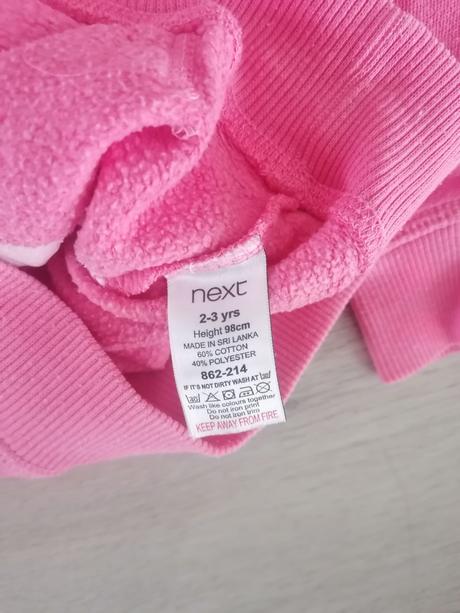 next
2-3 yrs
Height 98cm
MADE IN SRI LANKA
60% COTTON
40% POLYESTER
862-214
IF IT'S NOT DIRTY WASH AT
Wash like colours together
Do not iron print
Do not iron trim
KEEP AWAY FROM FIRE